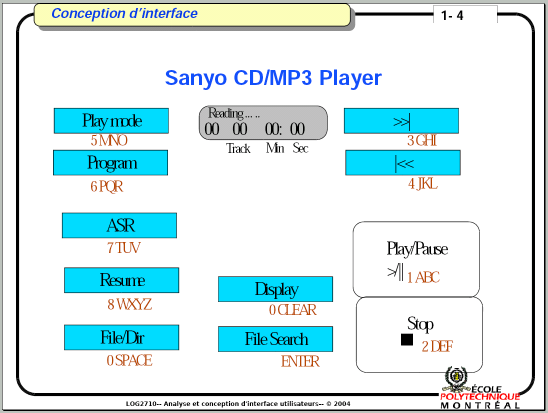 Conception d'interface
1- 4
Sanyo CD/MP3 Player
Play mode
5 MNO
Reading.....
00 00 00: 00
Track Min Sec
>>|
3 GHI
Program
6 PQR
|<<
4 JKL
ASR
7 TUV
Play/Pause
>/|| 1 ABC
Resume
8 WXYZ
Display
0 CLEAR
Stop
2 DEF
File/Dir
0 SPACE
File Search
ENTER
LOG2710-- Analyse et conception d'interface utilisateurs-- © 2004
ÉCOLE
POLYTECHNIQUE
MONTRÉAL